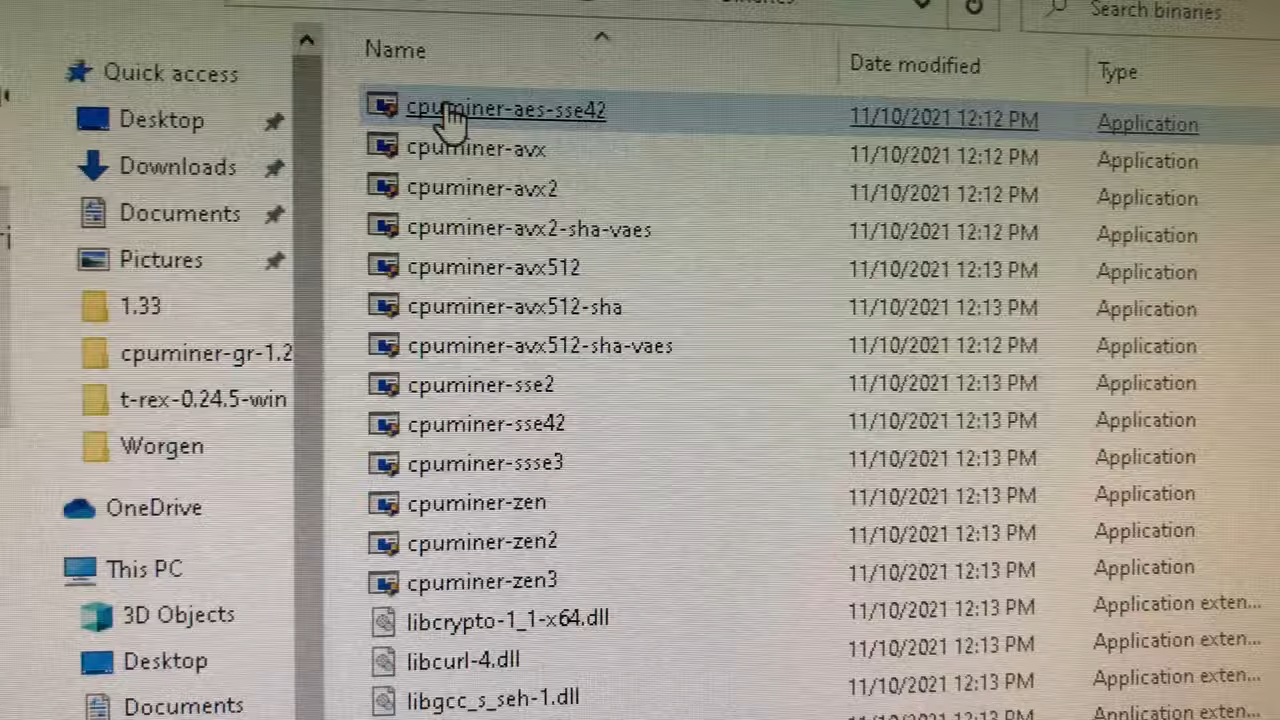 Search binaries
Name
Date modified
Type
Quick access
Desktop
Downloads
Documents
Pictures
1.33
cpuminer-gr-1.2
t-rex-0.24.5-win
Worgen
OneDrive
This PC
3D Objects
Desktop
Documents
cpuminer-aes-sse42 11/10/2021 12:12 PM Application
cpuminer-avx 11/10/2021 12:12 PM Application
cpuminer-avx2 11/10/2021 12:12 PM Application
cpuminer-avx2-sha-vaes 11/10/2021 12:12 PM Application
cpuminer-avx512 11/10/2021 12:13 PM Application
cpuminer-avx512-sha 11/10/2021 12:13 PM Application
cpuminer-avx512-sha-vaes 11/10/2021 12:12 PM Application
cpuminer-sse2 11/10/2021 12:13 PM Application
cpuminer-sse42 11/10/2021 12:13 PM Application
cpuminer-ssse3 11/10/2021 12:13 PM Application
cpuminer-zen 11/10/2021 12:13 PM Application
cpuminer-zen2 11/10/2021 12:13 PM Application
cpuminer-zen3 11/10/2021 12:13 PM Application
libcrypto-1_1-x64.dll 11/10/2021 12:13 PM Application exten...
libcurl-4.dll 11/10/2021 12:13 PM Application exten...
libgcc_s_seh-1.dll 11/10/2021 12:13 PM Application exten...
Application exten...